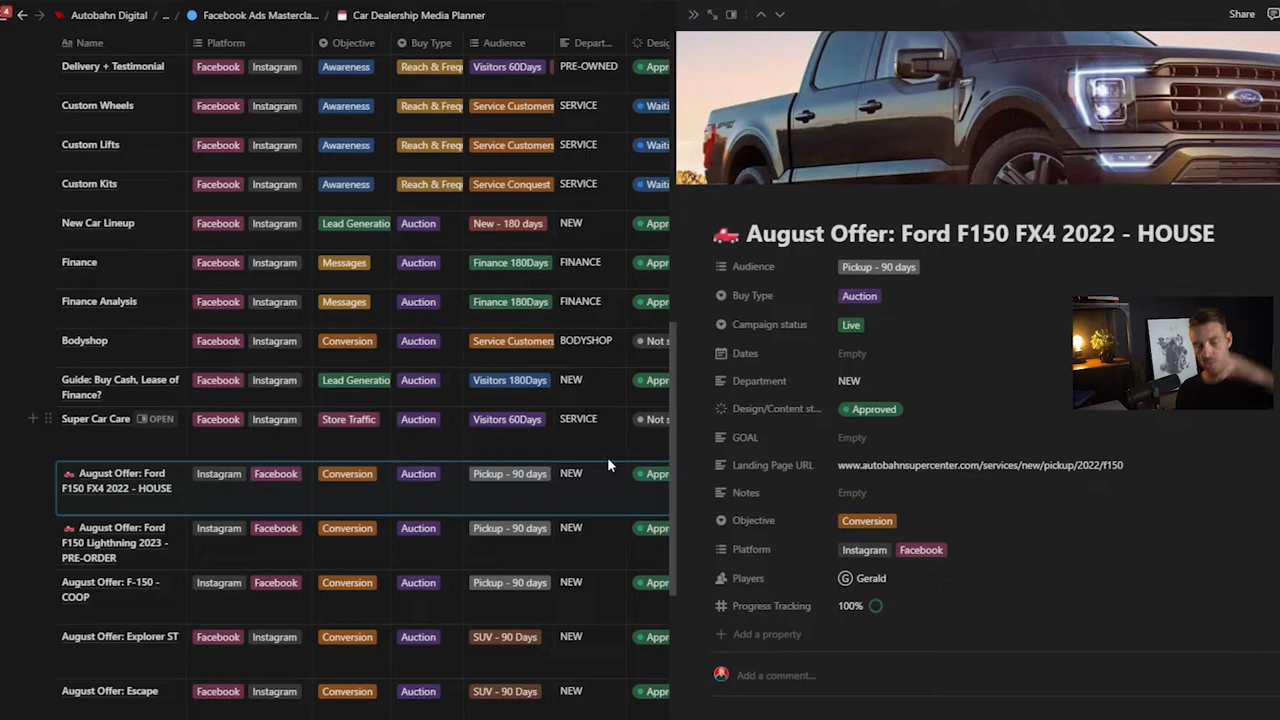 4
Autobahn Digital / ... / Facebook Ads Mastercla... / Car Dealership Media Planner
Share
Aa Name Platform Objective Buy Type Audience Depart... Desig
Delivery + Testimonial Facebook Instagram Awareness Reach & Freq Visitors 60Days PRE-OWNED Appr
Custom Wheels Facebook Instagram Awareness Reach & Freq Service Customers SERVICE Waiti
Custom Lifts Facebook Instagram Awareness Reach & Freq Service Customers SERVICE Waiti
Custom Kits Facebook Instagram Awareness Reach & Freq Service Conquest SERVICE Waiti
New Car Lineup Facebook Instagram Lead Generatio Auction New - 180 days NEW Appr
Finance Facebook Instagram Messages Auction Finance 180Days FINANCE Appr
Finance Analysis Facebook Instagram Messages Auction Finance 180Days FINANCE Appr
Bodyshop Facebook Instagram Conversion Auction Service Customers BODYSHOP Not s
Guide: Buy Cash, Lease of Facebook Instagram Lead Generatio Auction Visitors 180Days NEW Appr
Finance?
Super Car Care OPEN Facebook Instagram Store Traffic Auction Visitors 60Days SERVICE Not s
August Offer: Ford Instagram Facebook Conversion Auction Pickup - 90 days NEW Appr
F150 FX4 2022 - HOUSE
August Offer: Ford Instagram Facebook Conversion Auction Pickup - 90 days NEW Appr
F150 Lighthning 2023 -
PRE-ORDER
August Offer: F-150 - Instagram Facebook Conversion Auction Pickup - 90 days NEW Appr
COOP
August Offer: Explorer ST Facebook Instagram Conversion Auction SUV - 90 Days NEW Appr
August Offer: Escape Facebook Instagram Conversion Auction SUV - 90 Days NEW Appr
Ford
August Offer: Ford F150 FX4 2022 - HOUSE
Audience Pickup - 90 days
Buy Type Auction
Campaign status Live
Dates Empty
Department NEW
Design/Content st... Approved
GOAL Empty
Landing Page URL www.autobahnsupercenter.com/services/new/pickup/2022/f150
Notes Empty
Objective Conversion
Platform Instagram Facebook
Players G Gerald
Progress Tracking 100%
Add a property
Add a comment...